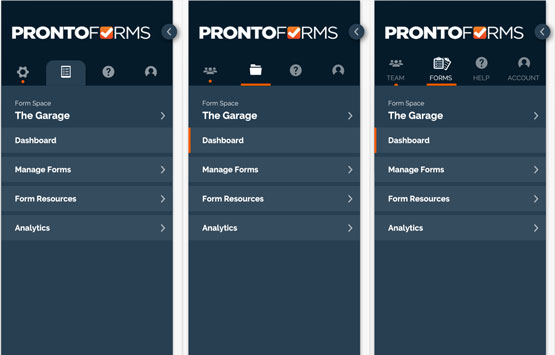 PRONTOFORMS
Form Space
The Garage
Dashboard
Manage Forms
Form Resources
Analytics
PRONTOFORMS
Form Space
The Garage
Dashboard
Manage Forms
Form Resources
Analytics
PRONTOFORMS
TEAM FORMS HELP ACCOUNT
Form Space
The Garage
Dashboard
Manage Forms
Form Resources
Analytics